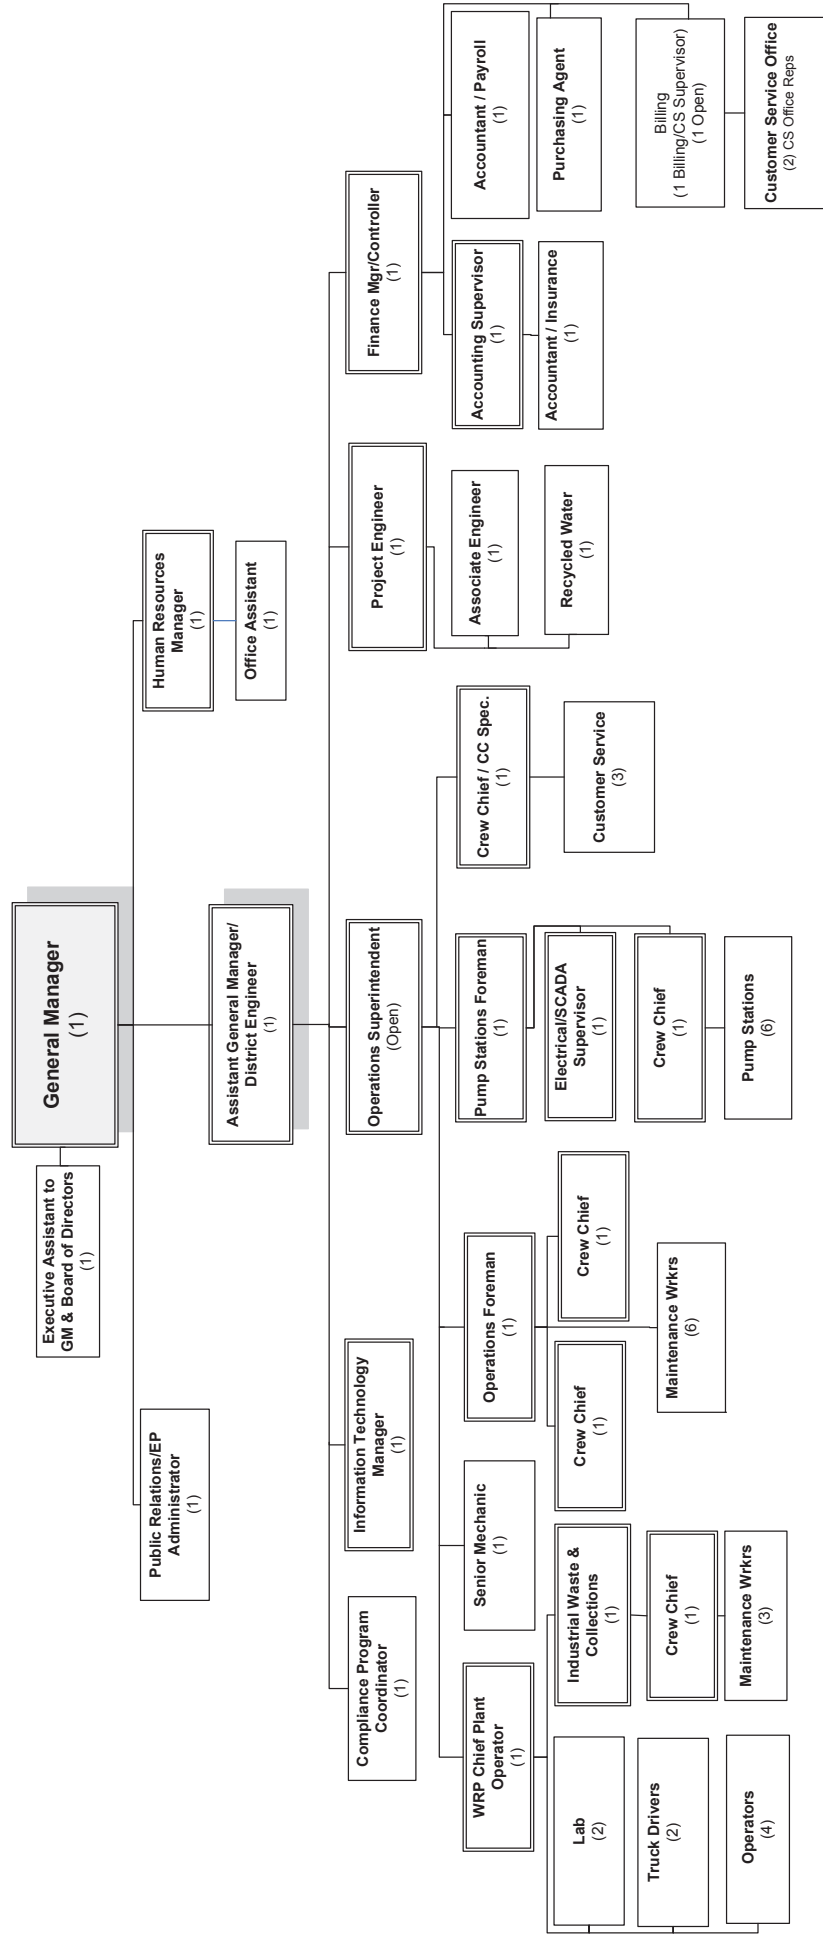 General Manager
(1)
Executive Assistant to
GM & Board of Directors
(1)
Public Relations/EP
Administrator
(1)
Human Resources
Manager
(1)
Office Assistant
(1)
Assistant General Manager/
District Engineer
(1)
Compliance Program
Coordinator
(1)
Information Technology
Manager
(1)
Operations Superintendent
(Open)
Project Engineer
(1)
Finance Mgr/Controller
(1)
WRP Chief Plant
Operator
(1)
Senior Mechanic
(1)
Operations Foreman
(1)
Pump Stations Foreman
(1)
Crew Chief / CC Spec.
(1)
Associate Engineer
(1)
Recycled Water
(1)
Accounting Supervisor
(1)
Accountant / Payroll
(1)
Accountant / Insurance
(1)
Purchasing Agent
(1)
Billing
(1 Billing/CS Supervisor)
(1 Open)
Customer Service Office
(2) CS Office Reps
Lab
(2)
Truck Drivers
(2)
Operators
(4)
Industrial Waste &
Collections
(1)
Crew Chief
(1)
Maintenance Wrkrs
(3)
Crew Chief
(1)
Crew Chief
(1)
Maintenance Wrkrs
(6)
Electrical/SCADA
Supervisor
(1)
Crew Chief
(1)
Pump Stations
(6)
Customer Service
(3)